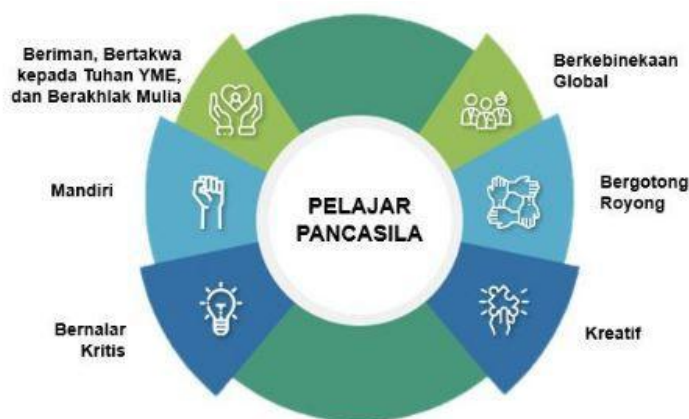 Beriman, Bertakwa
kepada Tuhan YME,
dan Berakhlak Mulia
Berkebinekaan
Global
Mandiri
PELAJAR
PANCASILA
Bergotong
Royong
Bernalar
Kritis
Kreatif